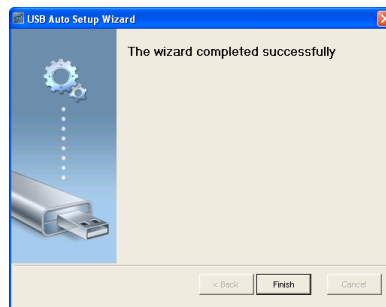 USB Auto Setup Wizard
The wizard completed successfully
< Back Finish Cancel